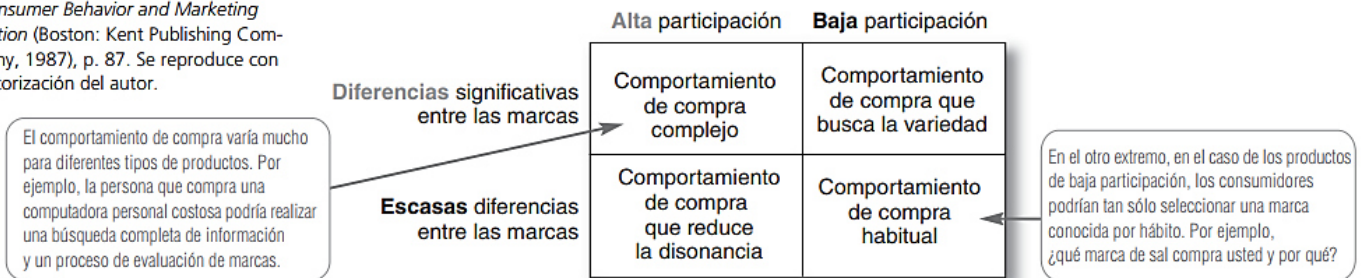 nsumer Behavior and Marketing
tion (Boston: Kent Publishing Com-
ny, 1987), p. 87. Se reproduce con
torización del autor.
Alta participación
Baja participación
Diferencias significativas
entre las marcas
Comportamiento
de compra
complejo
Comportamiento
de compra que
busca la variedad
El comportamiento de compra varía mucho
para diferentes tipos de productos. Por
ejemplo, la persona que compra una
computadora personal costosa podría realizar
una búsqueda completa de información
y un proceso de evaluación de marcas.
Escasas diferencias
entre las marcas
Comportamiento
de compra
que reduce
la disonancia
Comportamiento
de compra
habitual
En el otro extremo, en el caso de los productos
de baja participación, los consumidores
podrían tan sólo seleccionar una marca
conocida por hábito. Por ejemplo,
¿qué marca de sal compra usted y por qué?